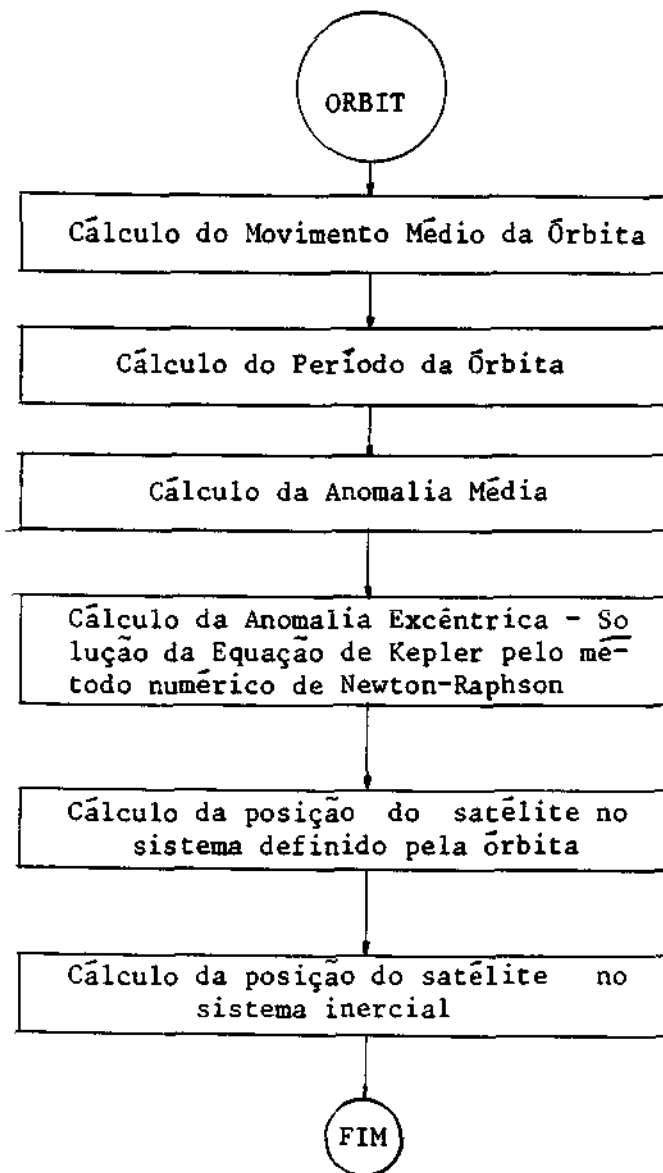 ORBIT
Cálculo do Movimento Médio da Órbita
Cálculo do Período da Órbita
Cálculo da Anomalia Média
Cálculo da Anomalia Excêntrica - So
lução da Equação de Kepler pelo mé-
todo numérico de Newton-Raphson
Cálculo da posição do satélite no
sistema definido pela órbita
Cálculo da posição do satélite no
sistema inercial
FIM